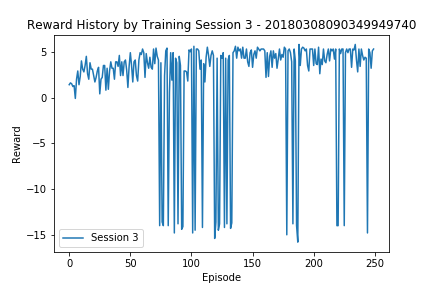 Reward History by Training Session 3 - 20180308090349949740
Reward
5
0
−5
−10
−15
Session 3
0
50
100
150
200
250
Episode